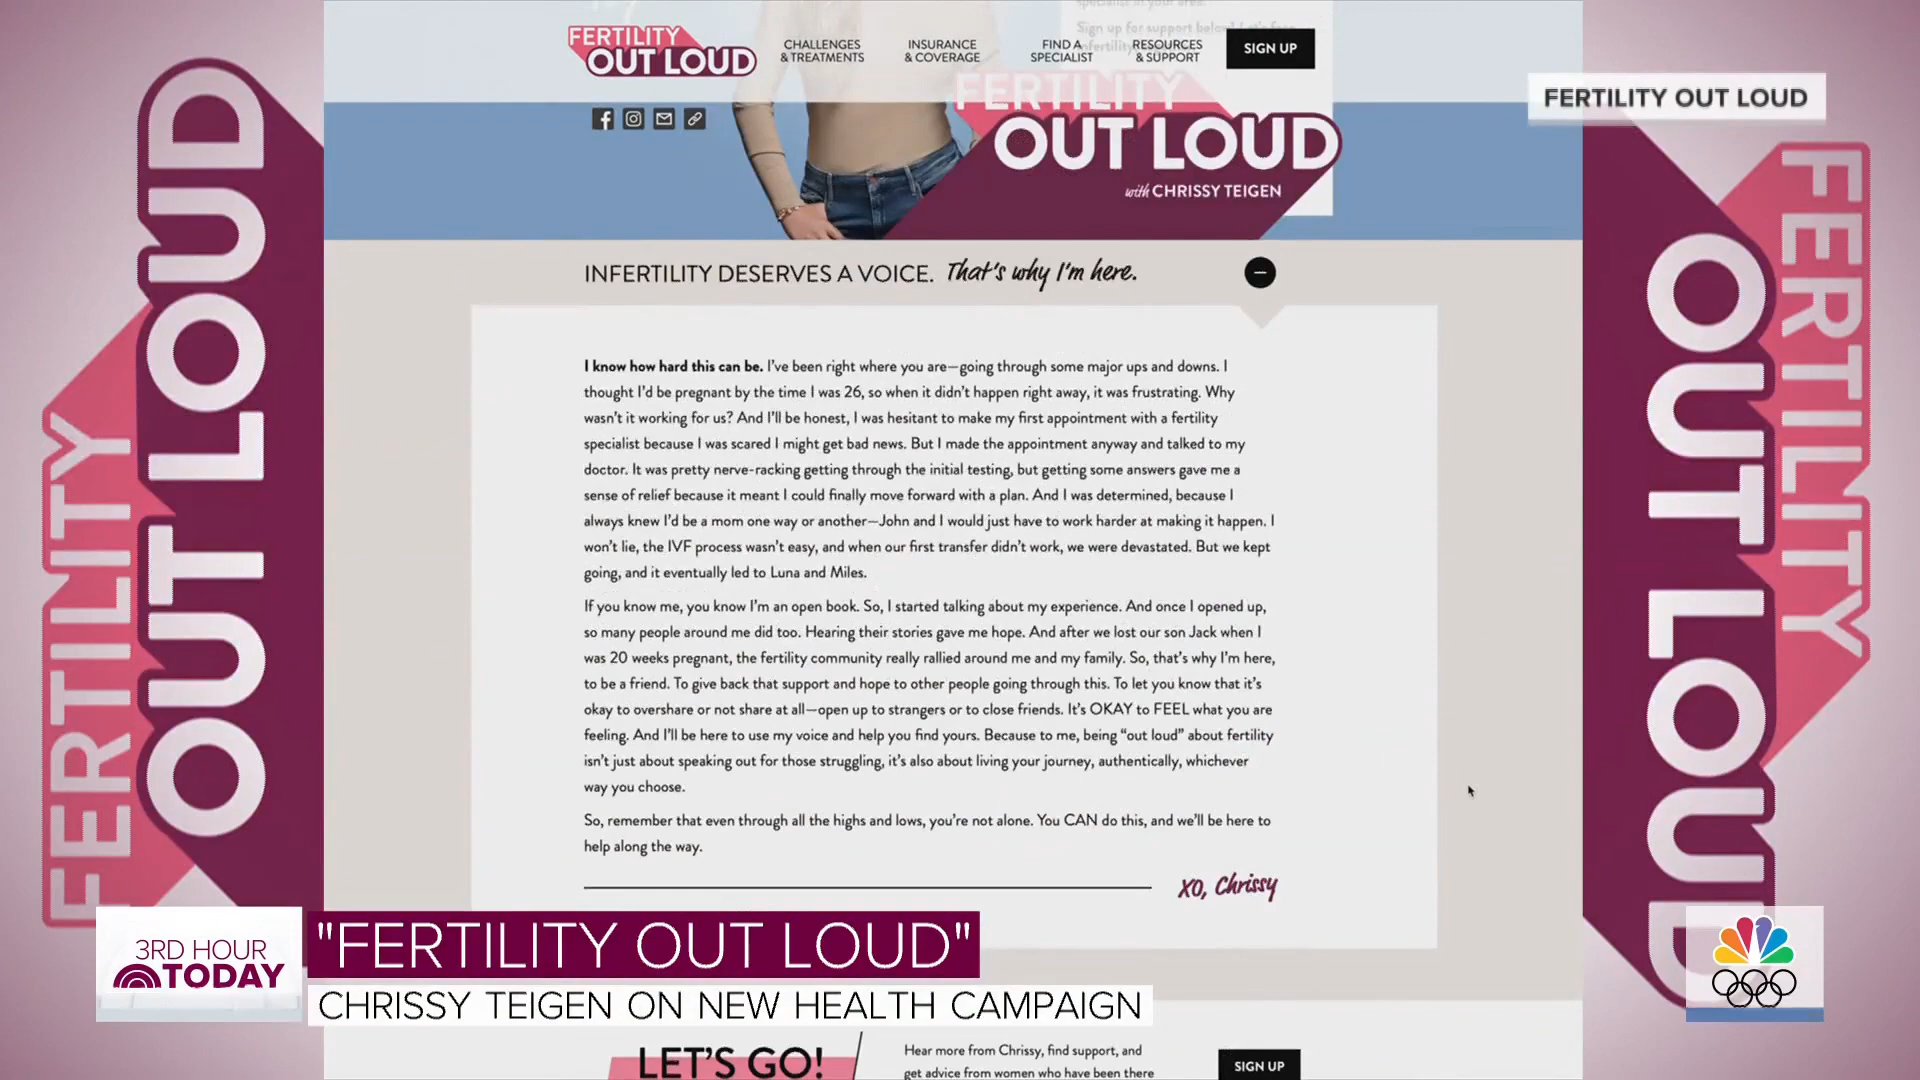 FERTILITY
OUT LOUD
CHALLENGES
& TREATMENTS
INSURANCE
& COVERAGE
FIND A
SPECIALIST
RESOURCES
& SUPPORT
SIGN UP
specialist in your area.
Sign up for support below!
infertility
FERTILITY
OUT LOUD
with CHRISSY TEIGEN
FERTILITY OUT LOUD
FERTILITY
OUT LOUD
FERTILITY
OUT LOUD
INFERTILITY DESERVES A VOICE. That's why I'm here.
I know how hard this can be. I've been right where you are—going through some major ups and downs. I
thought I'd be pregnant by the time I was 26, so when it didn't happen right away, it was frustrating. Why
wasn't it working for us? And I'll be honest, I was hesitant to make my first appointment with a fertility
specialist because I was scared I might get bad news. But I made the appointment anyway and talked to my
doctor. It was pretty nerve-racking getting through the initial testing, but getting some answers gave me a
sense of relief because it meant I could finally move forward with a plan. And I was determined, because I
always knew I'd be a mom one way or another—John and I would just have to work harder at making it happen. I
won't lie, the IVF process wasn't easy, and when our first transfer didn't work, we were devastated. But we kept
going, and it eventually led to Luna and Miles.
If you know me, you know I'm an open book. So, I started talking about my experience. And once I opened up,
so many people around me did too. Hearing their stories gave me hope. And after we lost our son Jack when I
was 20 weeks pregnant, the fertility community really rallied around me and my family. So, that's why I'm here,
to be a friend. To give back that support and hope to other people going through this. To let you know that it's
okay to overshare or not share at all—open up to strangers or to close friends. It's OKAY to FEEL what you are
feeling. And I'll be here to use my voice and help you find yours. Because to me, being “out loud” about fertility
isn't just about speaking out for those struggling, it's also about living your journey, authentically, whichever
way you choose.
So, remember that even through all the highs and lows, you're not alone. You CAN do this, and we'll be here to
help along the way.
XO, Chrissy
3RD HOUR
TODAY
"FERTILITY OUT LOUD"
CHRISSY TEIGEN ON NEW HEALTH CAMPAIGN
LET'S GO!
Hear more from Chrissy, find support, and
get advice from women who have been there
SIGN UP